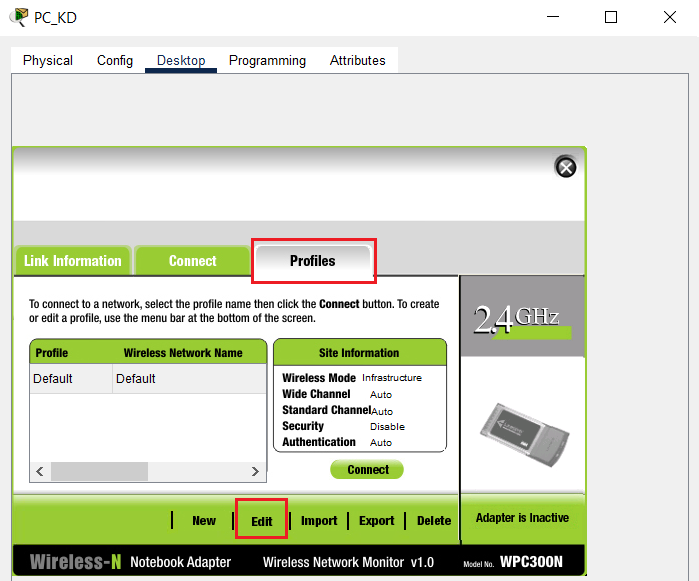 PC_KD
Physical Config Desktop Programming Attributes
Link Information Connect Profiles
To connect to a network, select the profile name then click the Connect button. To create
or edit a profile, use the menu bar at the bottom of the screen.
2.4GHz
Profile Wireless Network Name
Default Default
Site Information
Wireless Mode Infrastructure
Wide Channel Auto
Standard Channel Auto
Security Disable
Authentication Auto
Connect
New Edit Import Export Delete
Adapter is Inactive
Wireless-N Notebook Adapter Wireless Network Monitor v1.0 Model No. WPC300N